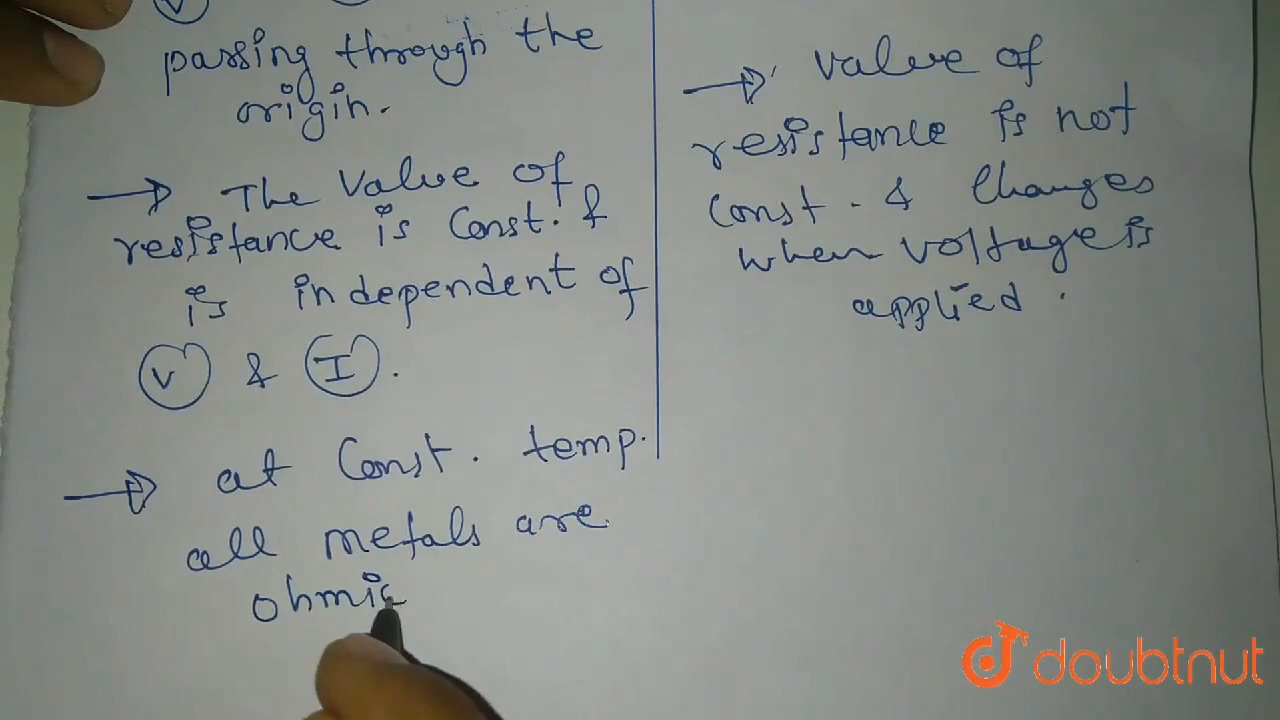 V
passing through the
origin.
→ The Value of
resistance is Const. &
is independent of
V & I.
→ at Const. temp.
all metals are
ohmic
→ Value of
resistance is not
Const. & Changes
when voltage is
applied.
doubtnut